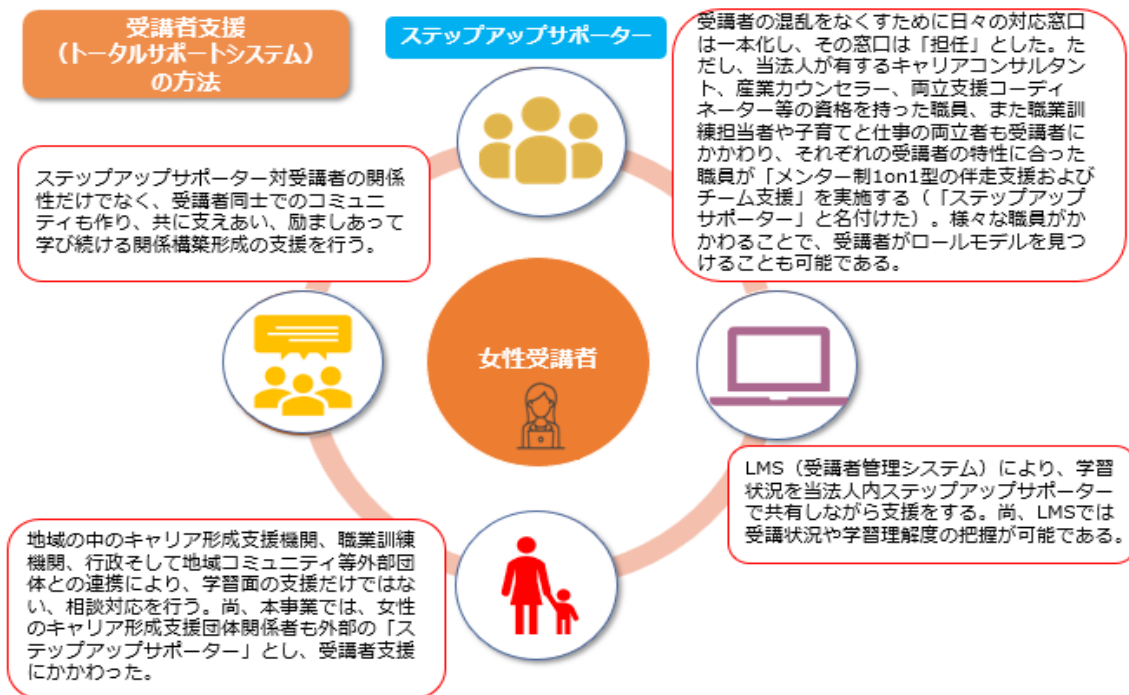 受講者支援
（トータルサポートシステム）
の方法
ステップアップサポーター
受講者の混乱をなくすために日々の対応窓口
は一本化し、その窓口は「担任」とした。た
だし、当法人が有するキャリアコンサルタン
ト、産業カウンセラー、両立支援コーディ
ネーター等の資格を持った職員、また職業訓
練担当者や子育てと仕事の両立者も受講者に
かかわり、それぞれの受講者の特性に合った
職員が「メンター制1on1型の伴走支援および
チーム支援」を実施する（「ステップアップ
サポーター」と名付けた）。様々な職員がか
かわることで、受講者がロールモデルを見つ
けることも可能である。
ステップアップサポーター対受講者の関係
性だけでなく、受講者同士でのコミュニ
ティも作り、共に支えあい、励ましあって
学び続ける関係構築形成の支援を行う。
女性受講者
LMS（受講者管理システム）により、学習
状況を当法人内ステップアップサポーター
で共有しながら支援をする。尚、LMSでは
受講状況や学習理解度の把握が可能である。
地域の中のキャリア形成支援機関、職業訓練
機関、行政そして地域コミュニティ等外部団
体との連携により、学習面の支援だけではな
い、相談対応を行う。尚、本事業では、女性
のキャリア形成支援団体関係者も外部の「ス
テップアップサポーター」とし、受講者支援
にかかわった。